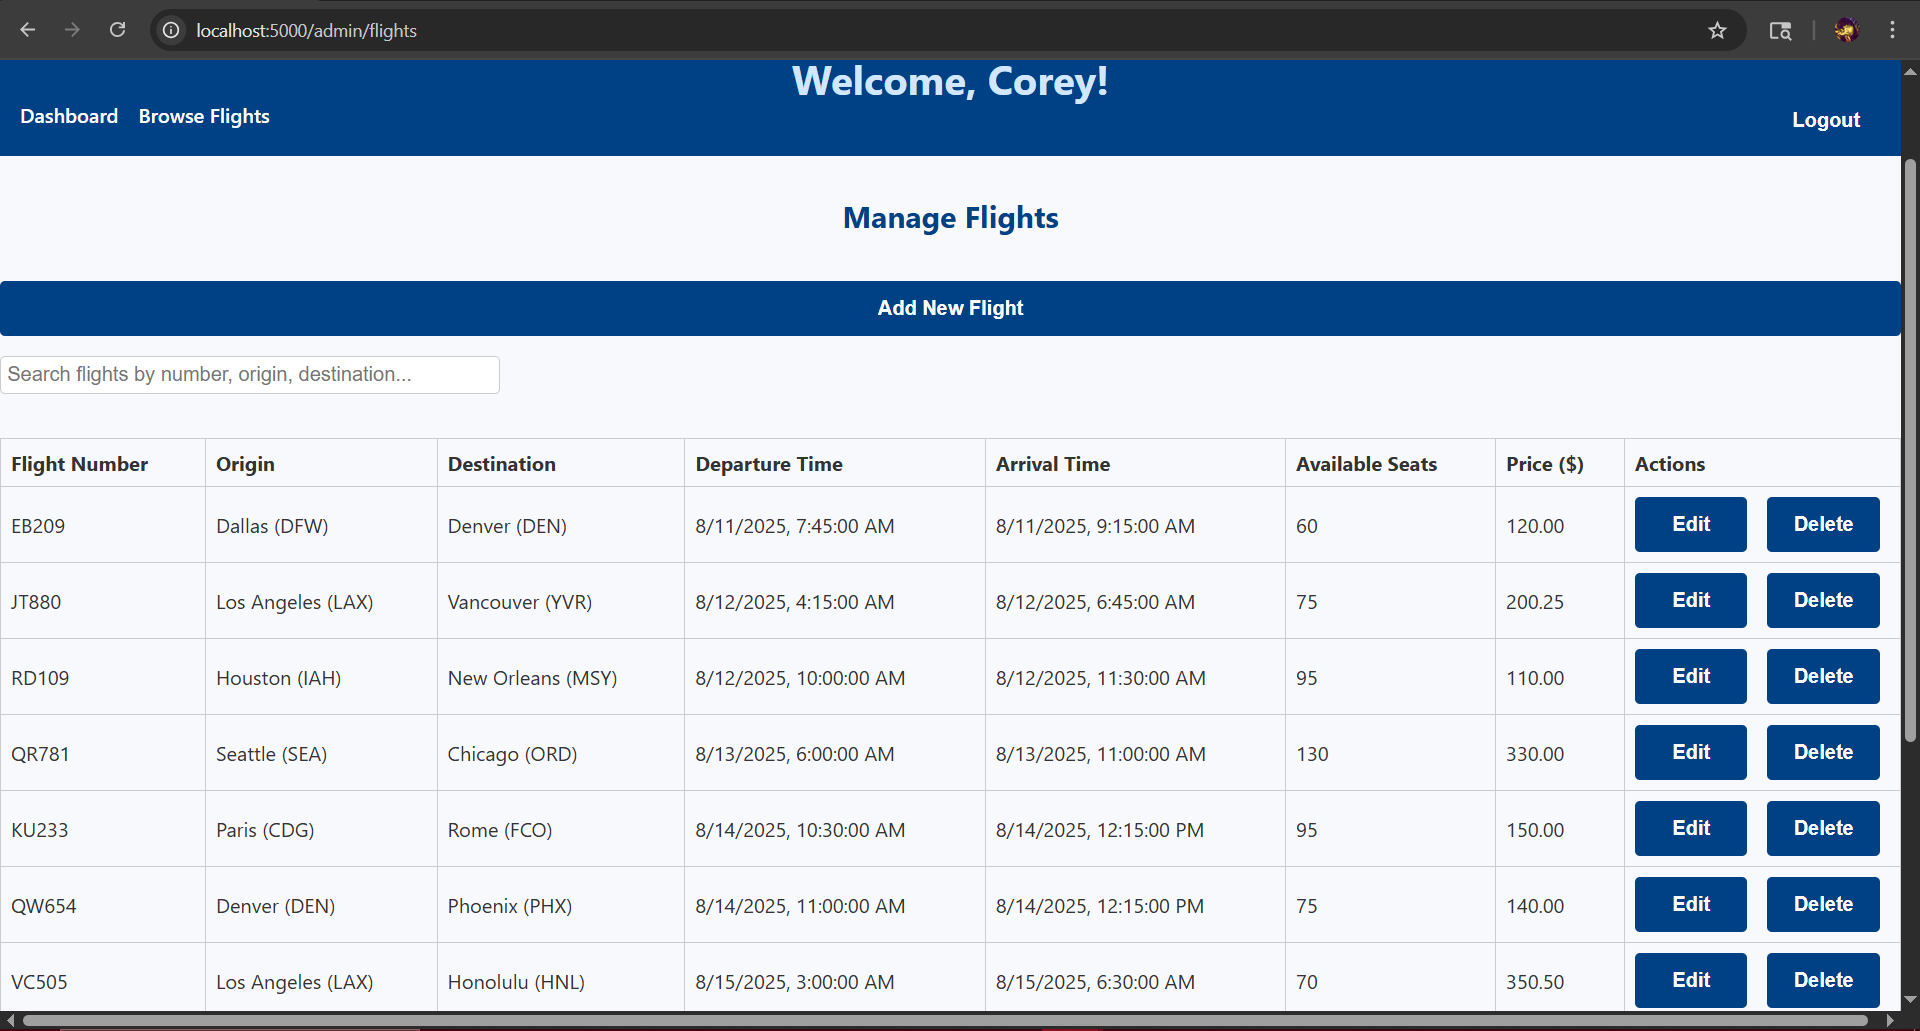 localhost:5000/admin/flights
Welcome, Corey!
Dashboard Browse Flights Logout
Manage Flights
Add New Flight
Search flights by number, origin, destination...
Flight Number Origin Destination Departure Time Arrival Time Available Seats Price ($) Actions
EB209 Dallas (DFW) Denver (DEN) 8/11/2025, 7:45:00 AM 8/11/2025, 9:15:00 AM 60 120.00 Edit Delete
JT880 Los Angeles (LAX) Vancouver (YVR) 8/12/2025, 4:15:00 AM 8/12/2025, 6:45:00 AM 75 200.25 Edit Delete
RD109 Houston (IAH) New Orleans (MSY) 8/12/2025, 10:00:00 AM 8/12/2025, 11:30:00 AM 95 110.00 Edit Delete
QR781 Seattle (SEA) Chicago (ORD) 8/13/2025, 6:00:00 AM 8/13/2025, 11:00:00 AM 130 330.00 Edit Delete
KU233 Paris (CDG) Rome (FCO) 8/14/2025, 10:30:00 AM 8/14/2025, 12:15:00 PM 95 150.00 Edit Delete
QW654 Denver (DEN) Phoenix (PHX) 8/14/2025, 11:00:00 AM 8/14/2025, 12:15:00 PM 75 140.00 Edit Delete
VC505 Los Angeles (LAX) Honolulu (HNL) 8/15/2025, 3:00:00 AM 8/15/2025, 6:30:00 AM 70 350.50 Edit Delete